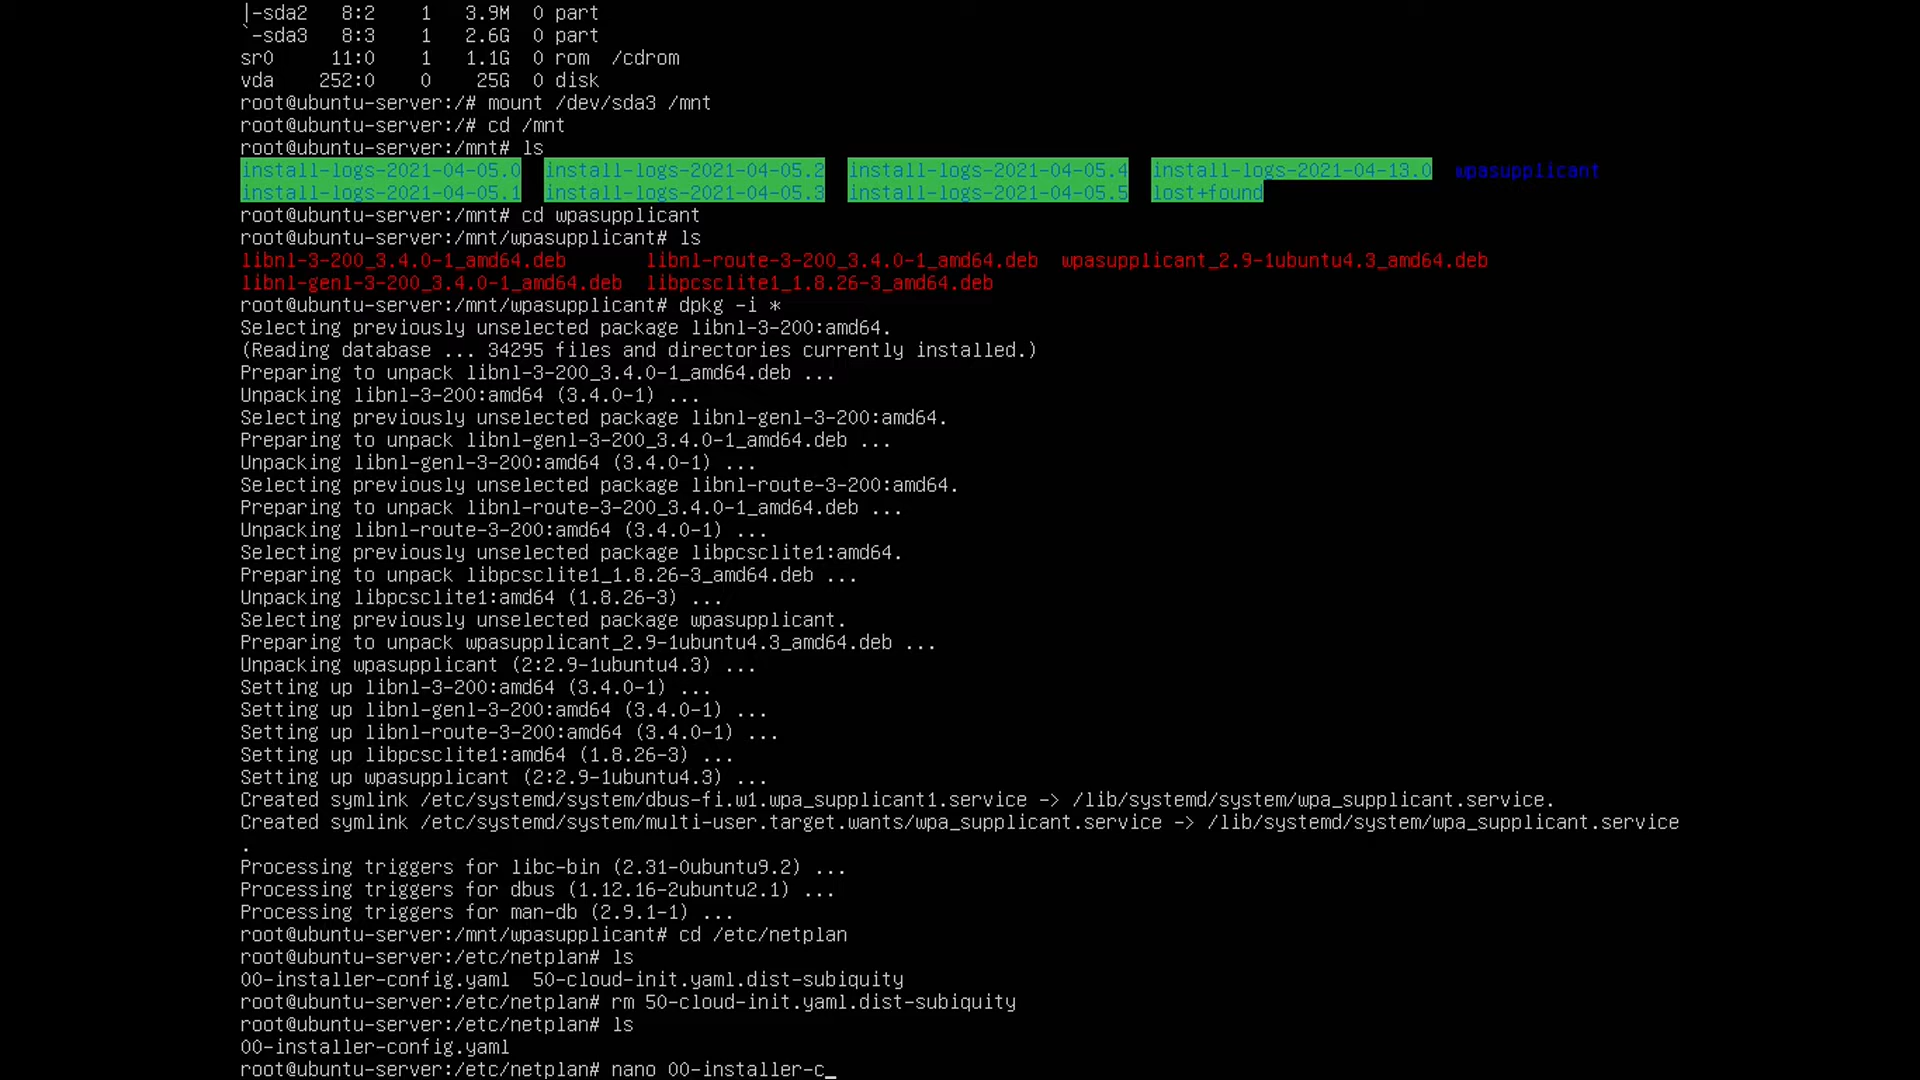 |-sda2   8:2    1   3.9M  0 part
`-sda3   8:3    1   2.6G  0 part
sr0     11:0    1   1.1G  0 rom  /cdrom
vda    252:0    0    25G  0 disk
root@ubuntu-server:/# mount /dev/sda3 /mnt
root@ubuntu-server:/# cd /mnt
root@ubuntu-server:/mnt# ls
install-logs-2021-04-05.0  install-logs-2021-04-05.2  install-logs-2021-04-05.4  install-logs-2021-04-13.0  wpasupplicant
install-logs-2021-04-05.1  install-logs-2021-04-05.3  install-logs-2021-04-05.5  lost+found
root@ubuntu-server:/mnt# cd wpasupplicant
root@ubuntu-server:/mnt/wpasupplicant# ls
libnl-3-200_3.4.0-1_amd64.deb       libnl-route-3-200_3.4.0-1_amd64.deb  wpasupplicant_2.9-1ubuntu4.3_amd64.deb
libnl-genl-3-200_3.4.0-1_amd64.deb  libpcsclite1_1.8.26-3_amd64.deb
root@ubuntu-server:/mnt/wpasupplicant# dpkg -i *
Selecting previously unselected package libnl-3-200:amd64.
(Reading database ... 34295 files and directories currently installed.)
Preparing to unpack libnl-3-200_3.4.0-1_amd64.deb ...
Unpacking libnl-3-200:amd64 (3.4.0-1) ...
Selecting previously unselected package libnl-genl-3-200:amd64.
Preparing to unpack libnl-genl-3-200_3.4.0-1_amd64.deb ...
Unpacking libnl-genl-3-200:amd64 (3.4.0-1) ...
Selecting previously unselected package libnl-route-3-200:amd64.
Preparing to unpack libnl-route-3-200_3.4.0-1_amd64.deb ...
Unpacking libnl-route-3-200:amd64 (3.4.0-1) ...
Selecting previously unselected package libpcsclite1:amd64.
Preparing to unpack libpcsclite1_1.8.26-3_amd64.deb ...
Unpacking libpcsclite1:amd64 (1.8.26-3) ...
Selecting previously unselected package wpasupplicant.
Preparing to unpack wpasupplicant_2.9-1ubuntu4.3_amd64.deb ...
Unpacking wpasupplicant (2:2.9-1ubuntu4.3) ...
Setting up libnl-3-200:amd64 (3.4.0-1) ...
Setting up libnl-genl-3-200:amd64 (3.4.0-1) ...
Setting up libnl-route-3-200:amd64 (3.4.0-1) ...
Setting up libpcsclite1:amd64 (1.8.26-3) ...
Setting up wpasupplicant (2:2.9-1ubuntu4.3) ...
Created symlink /etc/systemd/system/dbus-fi.w1.wpa_supplicant1.service -> /lib/systemd/system/wpa_supplicant.service.
Created symlink /etc/systemd/system/multi-user.target.wants/wpa_supplicant.service -> /lib/systemd/system/wpa_supplicant.service
.
Processing triggers for libc-bin (2.31-0ubuntu9.2) ...
Processing triggers for dbus (1.12.16-2ubuntu2.1) ...
Processing triggers for man-db (2.9.1-1) ...
root@ubuntu-server:/mnt/wpasupplicant# cd /etc/netplan
root@ubuntu-server:/etc/netplan# ls
00-installer-config.yaml  50-cloud-init.yaml.dist-subiquity
root@ubuntu-server:/etc/netplan# rm 50-cloud-init.yaml.dist-subiquity
root@ubuntu-server:/etc/netplan# ls
00-installer-config.yaml
root@ubuntu-server:/etc/netplan# nano 00-installer-c_